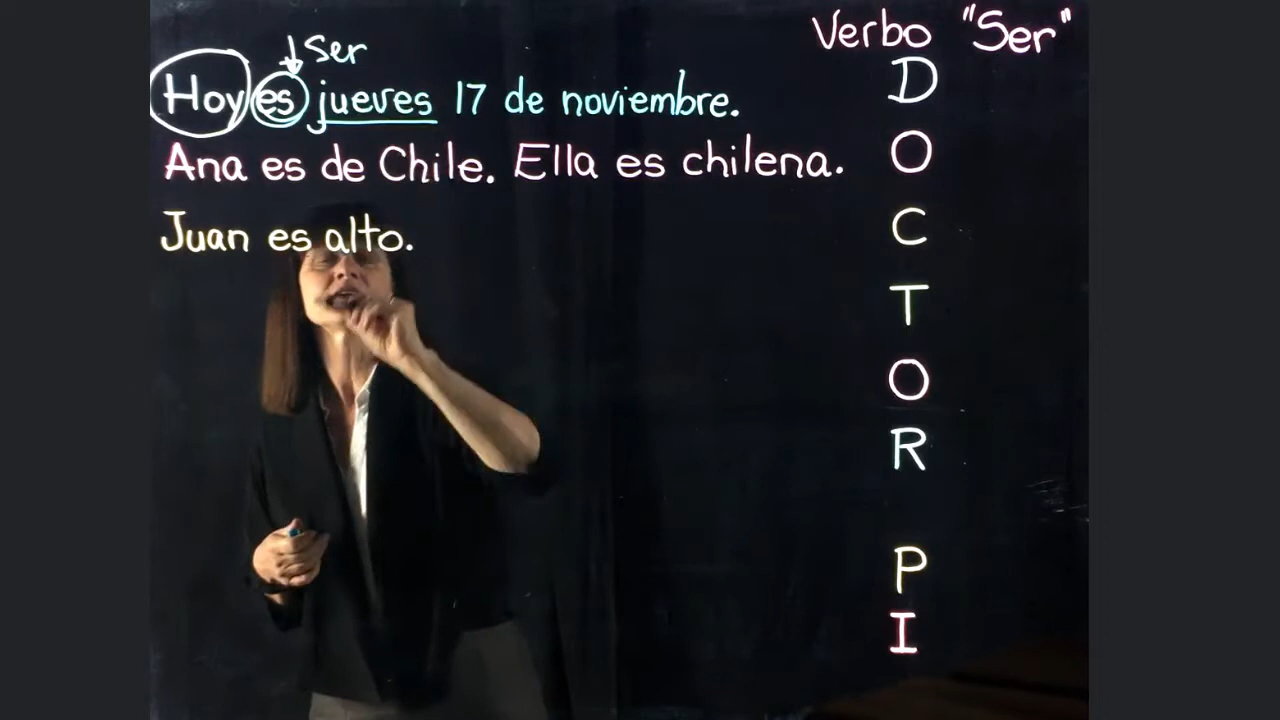 Verbo "Ser"
Ser
Hoy es jueves 17 de noviembre.
Ana es de Chile. Ella es chilena.
Juan es alto.
D
O
C
T
O
R
P
I